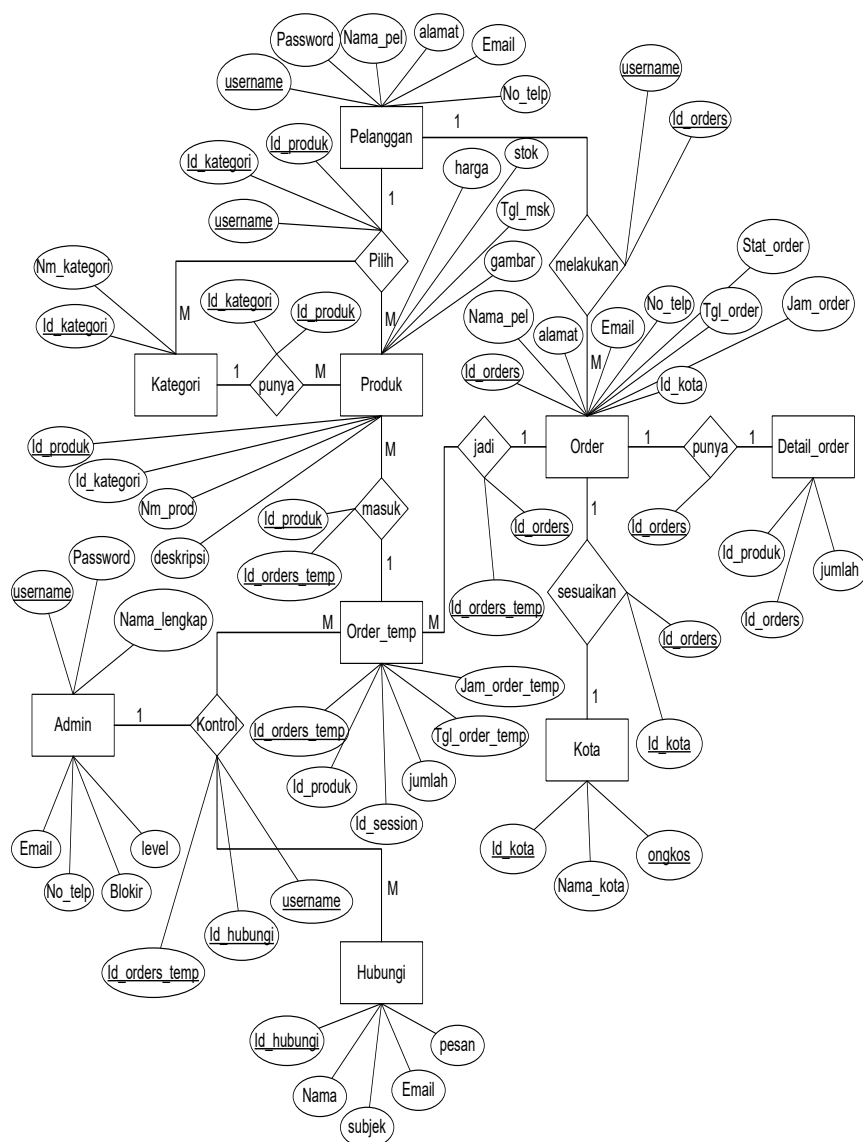 Password
Nama_pel
alamat
Email
username
No_telp
Pelanggan
1
username
Id_orders
Id_produk
Id_kategori
username
1
harga
stok
Tgl_msk
gambar
Pilih
melakukan
Stat_order
Nm_kategori
Id_kategori
M
Id_kategori
Id_produk
M
Nama_pel
alamat
Email
No_telp
Tgl_order
Jam_order
Id_orders
M
Id_kota
Kategori
1
punya
M
Produk
jadi
1
Order
1
punya
1
Detail_order
Id_produk
Id_kategori
Nm_prod
deskripsi
M
Id_produk
masuk
Id_orders_temp
1
Id_orders
Id_orders_temp
1
Id_orders
Id_produk
jumlah
Id_orders
sesuaikan
Id_orders
Id_kota
1
Password
username
Nama_lengkap
M
Order_temp
M
Admin
1
Kontrol
Jam_order_temp
Id_orders_temp
Tgl_order_temp
Id_produk
jumlah
Id_session
Kota
Id_kota
Nama_kota
ongkos
Email
No_telp
Blokir
level
username
Id_hubungi
Id_orders_temp
M
Hubungi
Id_hubungi
Nama
subjek
Email
pesan